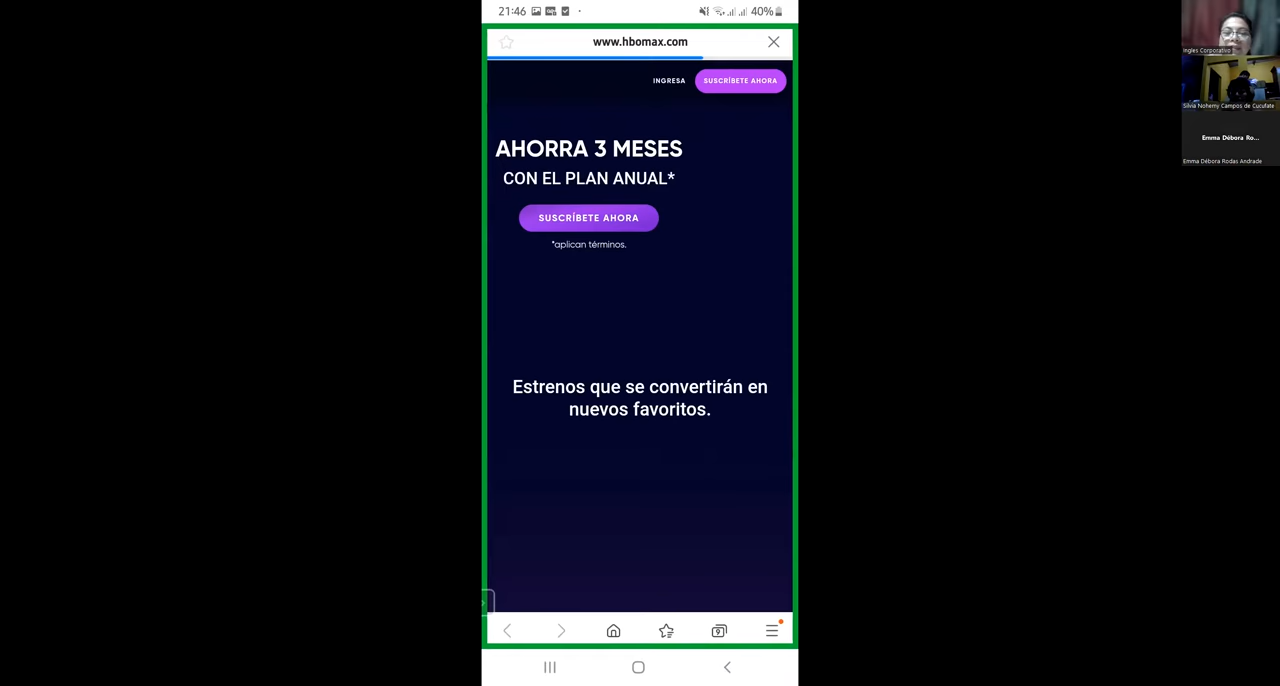 21:46
40%
www.hbomax.com
INGRESA
SUSCRÍBETE AHORA
AHORRA 3 MESES
CON EL PLAN ANUAL*
SUSCRÍBETE AHORA
*aplican términos.
Estrenos que se convertirán en
nuevos favoritos.
9
Ingles Corporativo
Silvia Nohemy Campos de Cucufate
Emma Débora Ro...
Emma Débora Rodas Andrade